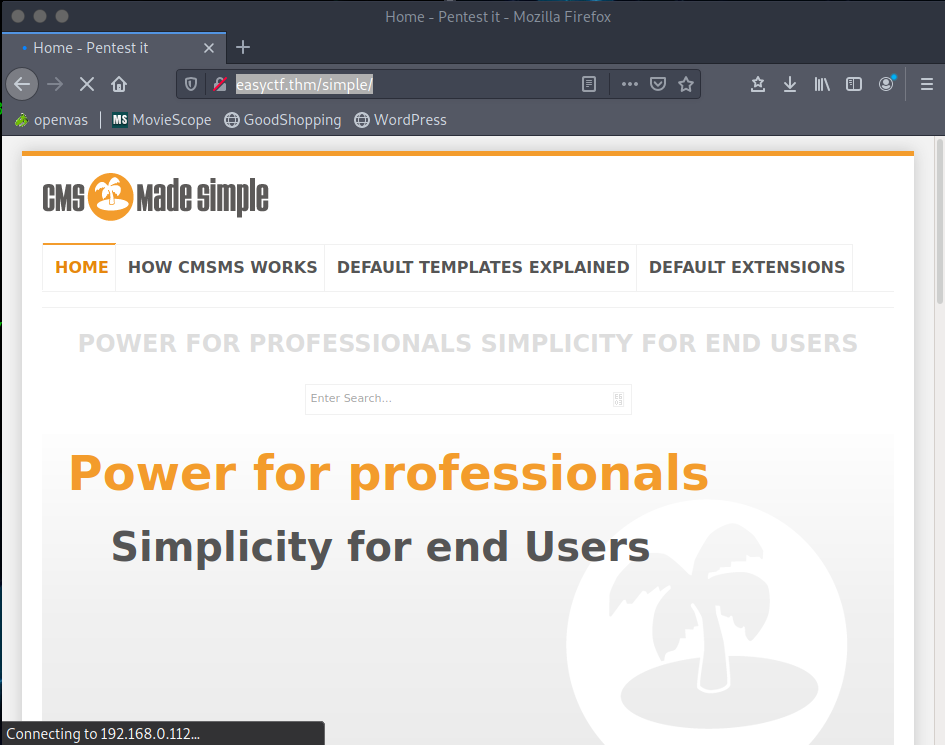 Home - Pentest it - Mozilla Firefox
Home - Pentest it
easyctf.thm/simple/
openvas
MS MovieScope
GoodShopping
WordPress
CMS Made simple
HOME
HOW CMSMS WORKS
DEFAULT TEMPLATES EXPLAINED
DEFAULT EXTENSIONS
POWER FOR PROFESSIONALS SIMPLICITY FOR END USERS
Enter Search...
Power for professionals
Simplicity for end Users
Connecting to 192.168.0.112...